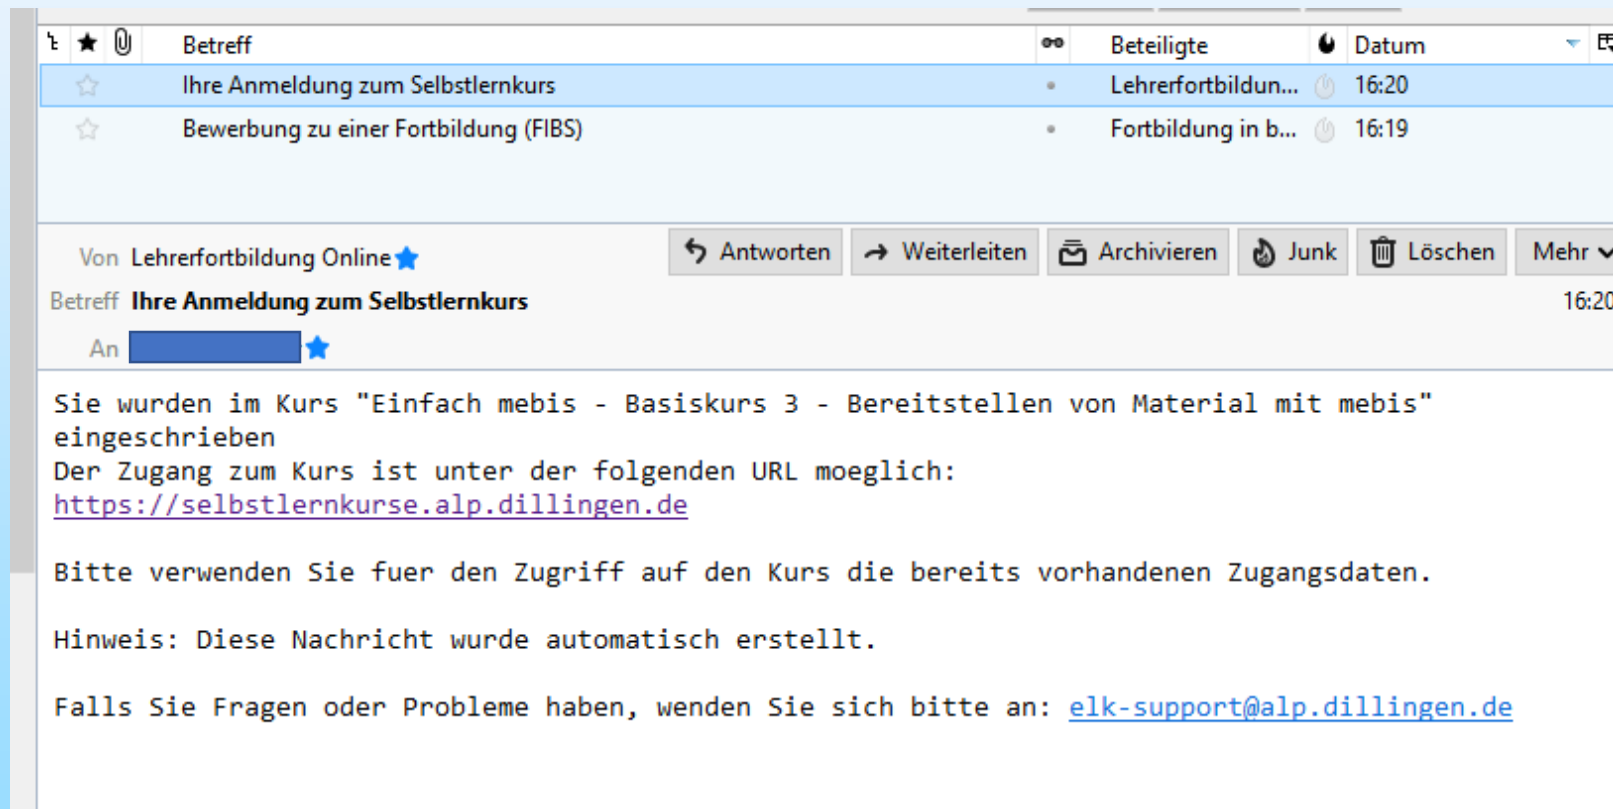 Betreff Beteiligte Datum
Ihre Anmeldung zum Selbstlernkurs Lehrerfortbildun... 16:20
Bewerbung zu einer Fortbildung (FIBS) Fortbildung in b... 16:19
Von Lehrerfortbildung Online Antworten Weiterleiten Archivieren Junk Löschen Mehr
Betreff Ihre Anmeldung zum Selbstlernkurs 16:20
An
Sie wurden im Kurs "Einfach mebis - Basiskurs 3 - Bereitstellen von Material mit mebis"
eingeschrieben
Der Zugang zum Kurs ist unter der folgenden URL moeglich:
https://selbstlernkurse.alp.dillingen.de
Bitte verwenden Sie fuer den Zugriff auf den Kurs die bereits vorhandenen Zugangsdaten.
Hinweis: Diese Nachricht wurde automatisch erstellt.
Falls Sie Fragen oder Probleme haben, wenden Sie sich bitte an: elk-support@alp.dillingen.de